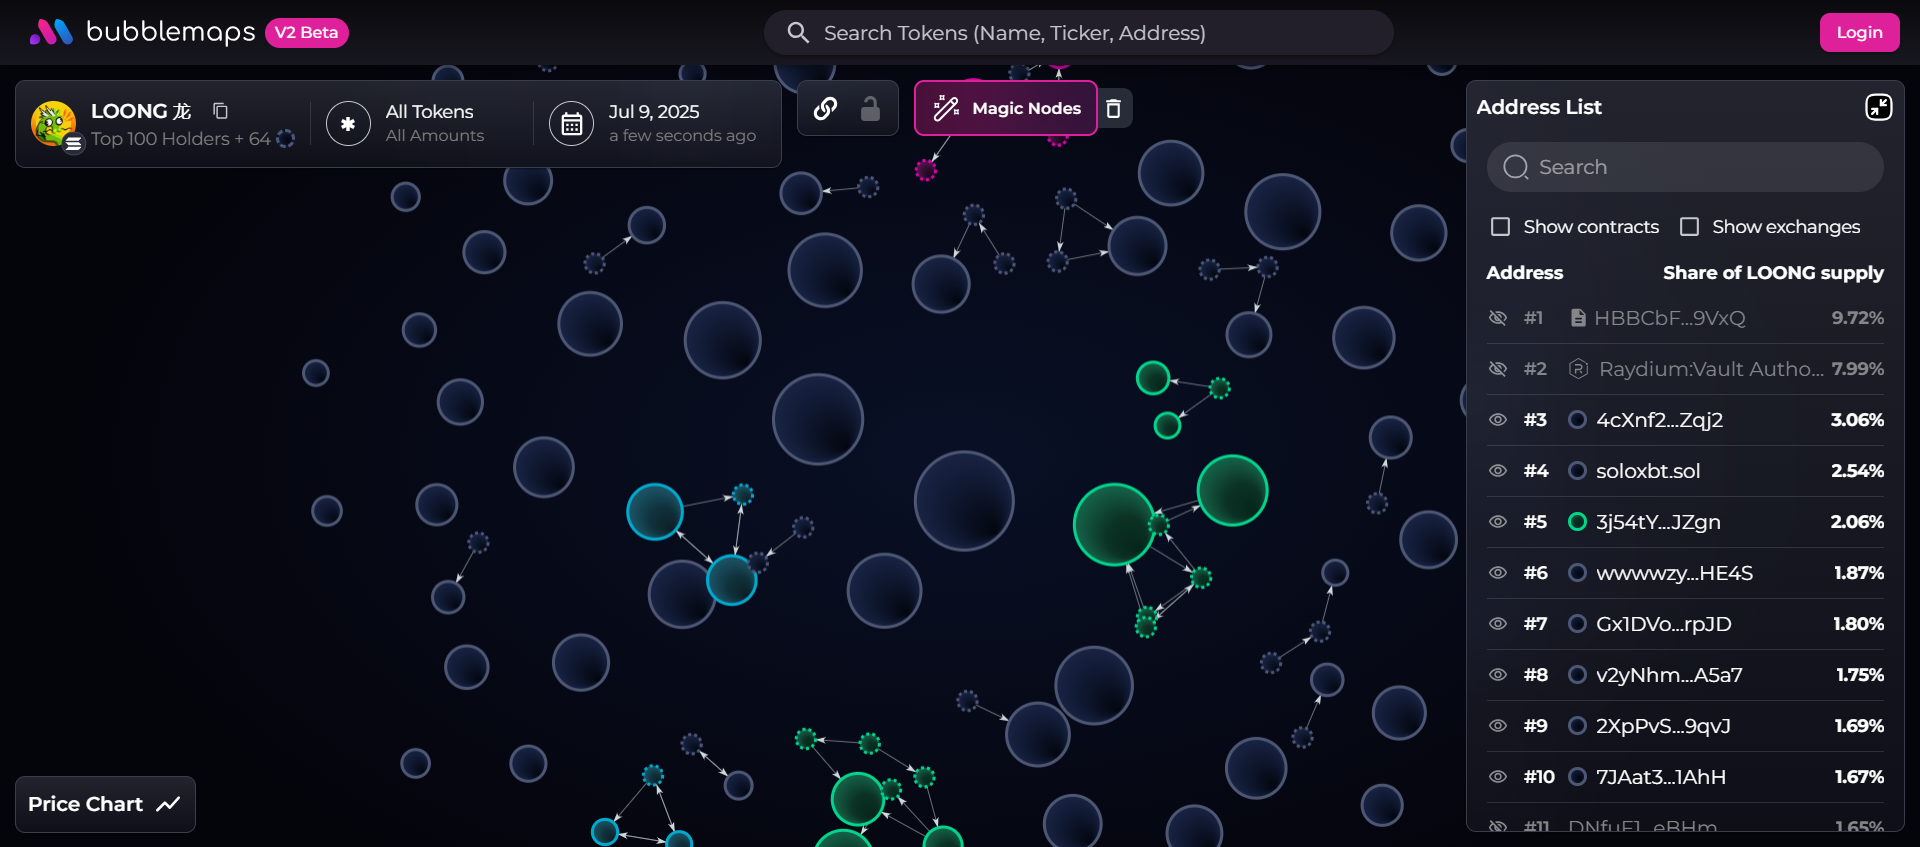 bubblemaps V2 Beta
Search Tokens (Name, Ticker, Address)
Login
LOONG 龙
Top 100 Holders + 64
All Tokens
All Amounts
Jul 9, 2025
a few seconds ago
Magic Nodes
Address List
Search
Show contracts
Show exchanges
Address Share of LOONG supply
#1 HBBCbF...9VxQ 9.72%
#2 Raydium:Vault Autho... 7.99%
#3 4cXnf2...Zqj2 3.06%
#4 soloxbt.sol 2.54%
#5 3j54tY...JZgn 2.06%
#6 wwwwzy...HE4S 1.87%
#7 Gx1DVo...rpJD 1.80%
#8 v2yNhm...A5a7 1.75%
#9 2XpPvS...9qvJ 1.69%
#10 7JAat3...1AhH 1.67%
#11 1.65%
Price Chart